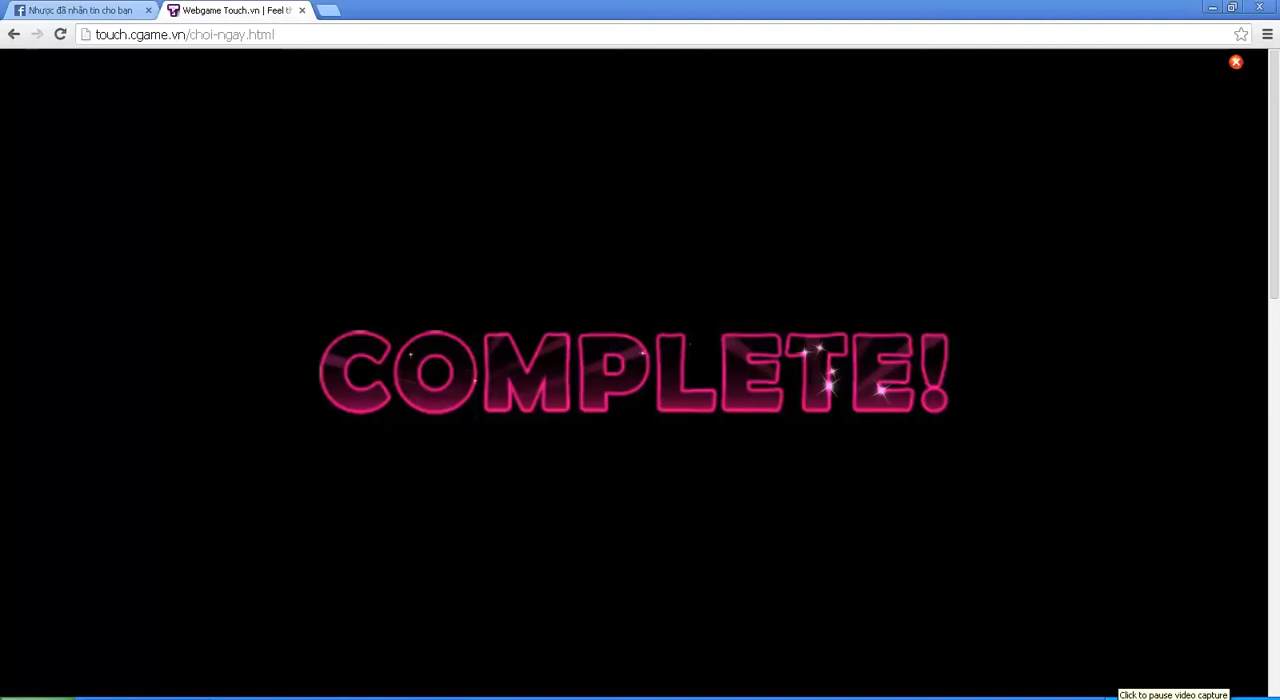 Nhược đã nhắn tin cho bạn
Webgame Touch.vn | Feel th
touch.cgame.vn/choi-ngay.html
COMPLETE!
Click to pause video capture